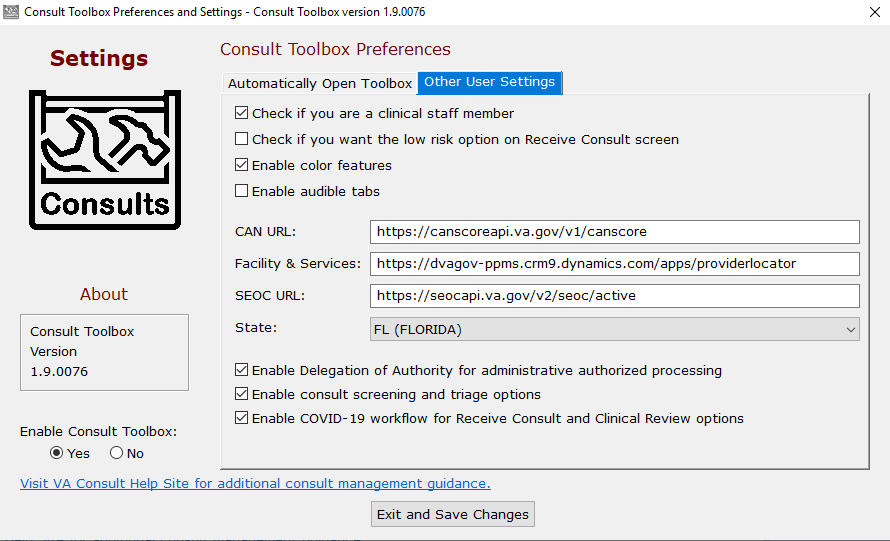 Consult Toolbox Preferences and Settings - Consult Toolbox version 1.9.0076
Settings
Consults
About
Consult Toolbox
Version
1.9.0076
Enable Consult Toolbox:
Yes No
Consult Toolbox Preferences
Automatically Open Toolbox Other User Settings
Check if you are a clinical staff member
Check if you want the low risk option on Receive Consult screen
Enable color features
Enable audible tabs
CAN URL: https://canscoreapi.va.gov/v1/canscore
Facility & Services: https://dvagov-ppms.crm9.dynamics.com/apps/providerlocator
SEOC URL: https://seocapi.va.gov/v2/seoc/active
State: FL (FLORIDA)
Enable Delegation of Authority for administrative authorized processing
Enable consult screening and triage options
Enable COVID-19 workflow for Receive Consult and Clinical Review options
Visit VA Consult Help Site for additional consult management guidance.
Exit and Save Changes